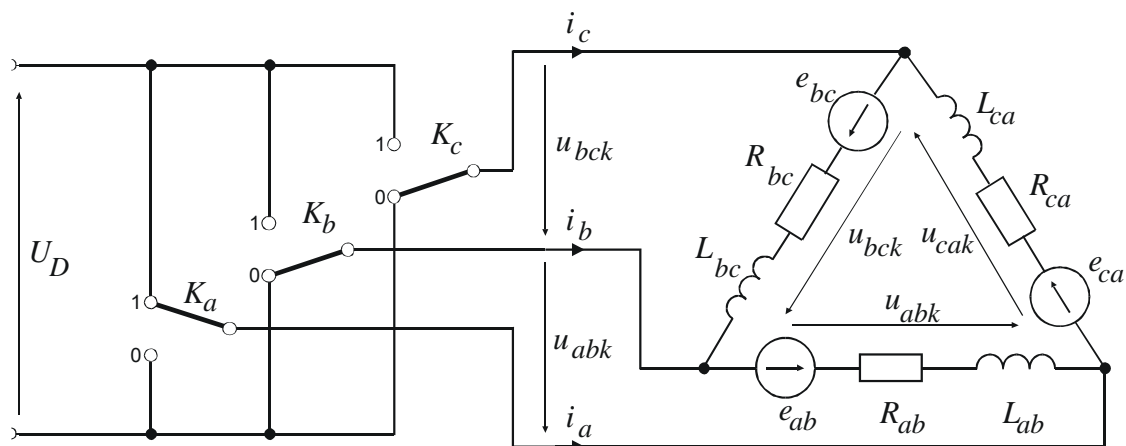 i_c
e_bc
L_ca
1
K_c
u_bck
R_bc
0
R_ca
1
K_b
i_b
u_bck
u_cak
U_D
0
L_bc
e_ca
1
K_a
u_abk
0
u_abk
i_a
e_ab
R_ab
L_ab